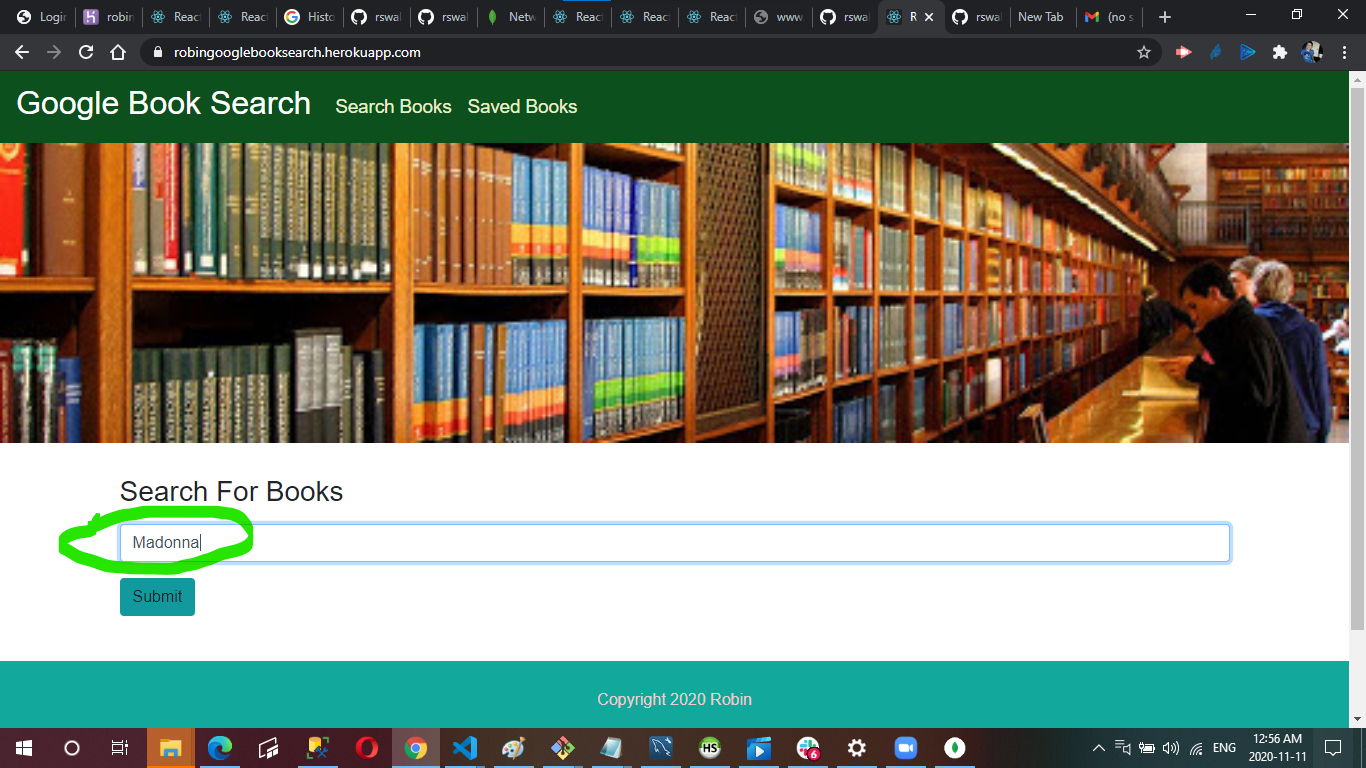 Login
robin
React
React
Histo
rswal
rswal
Netw
React
React
React
www
rswal
R
rswal
New Tab
(no s
robingooglebooksearch.herokuapp.com
Google Book Search Search Books Saved Books
Search For Books
Madonna
Submit
Copyright 2020 Robin
HS
6
ENG
12:56 AM
2020-11-11